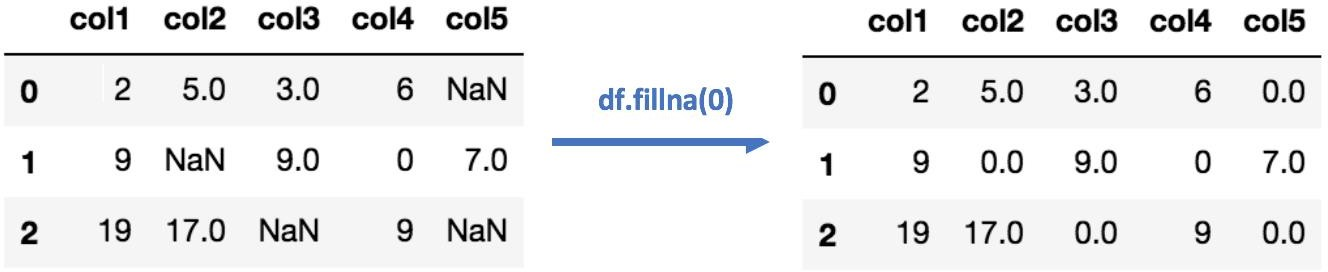 col1 col2 col3 col4 col5
0 2 5.0 3.0 6 NaN
1 9 NaN 9.0 0 7.0
2 19 17.0 NaN 9 NaN
df.fillna(0)
col1 col2 col3 col4 col5
0 2 5.0 3.0 6 0.0
1 9 0.0 9.0 0 7.0
2 19 17.0 0.0 9 0.0